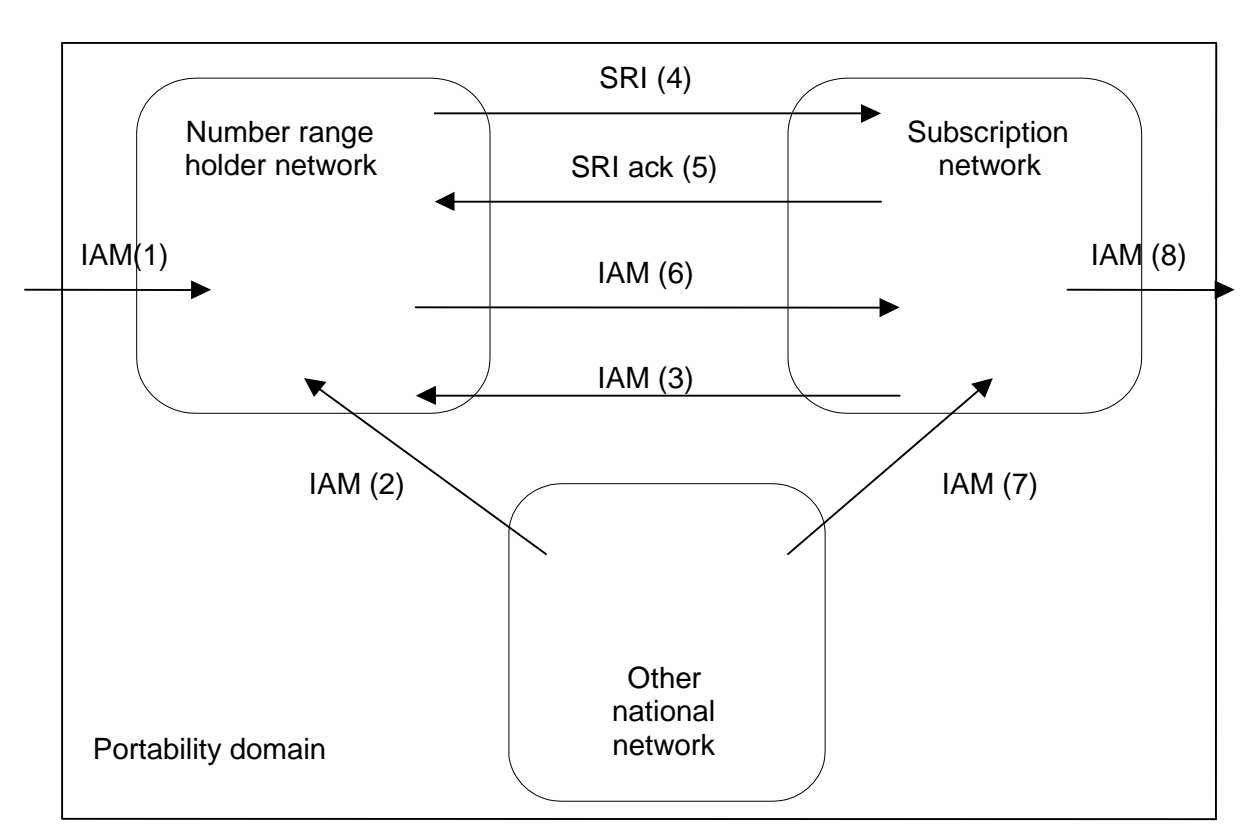 SRI (4)
Number range
holder network
Subscription
network
SRI ack (5)
IAM(1)
IAM (6)
IAM (8)
IAM (3)
IAM (2)
IAM (7)
Other
national
network
Portability domain